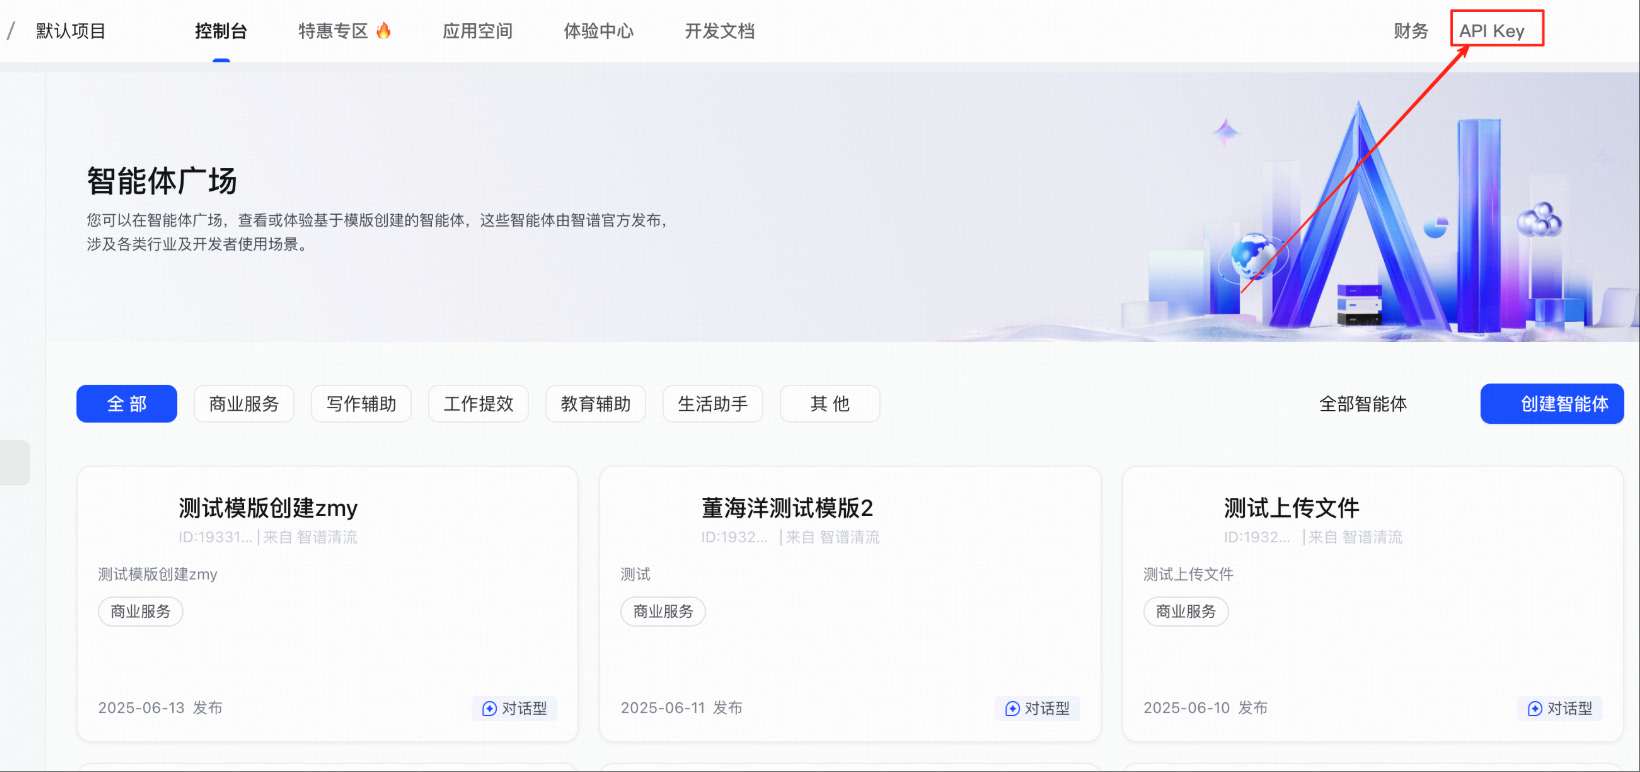 / 默认项目 控制台 特惠专区 应用空间 体验中心 开发文档 财务 API Key
智能体广场
您可以在智能体广场，查看或体验基于模版创建的智能体，这些智能体由智谱官方发布，
涉及各类行业及开发者使用场景。
全部 商业服务 写作辅助 工作提效 教育辅助 生活助手 其他 全部智能体 创建智能体
测试模版创建zmy
ID:19331... |来自 智谱清流
测试模版创建zmy
商业服务
2025-06-13 发布 对话型
董海洋测试模版2
ID:1932... |来自 智谱清流
测试
商业服务
2025-06-11 发布 对话型
测试上传文件
ID:1932... |来自 智谱清流
测试上传文件
商业服务
2025-06-10 发布 对话型